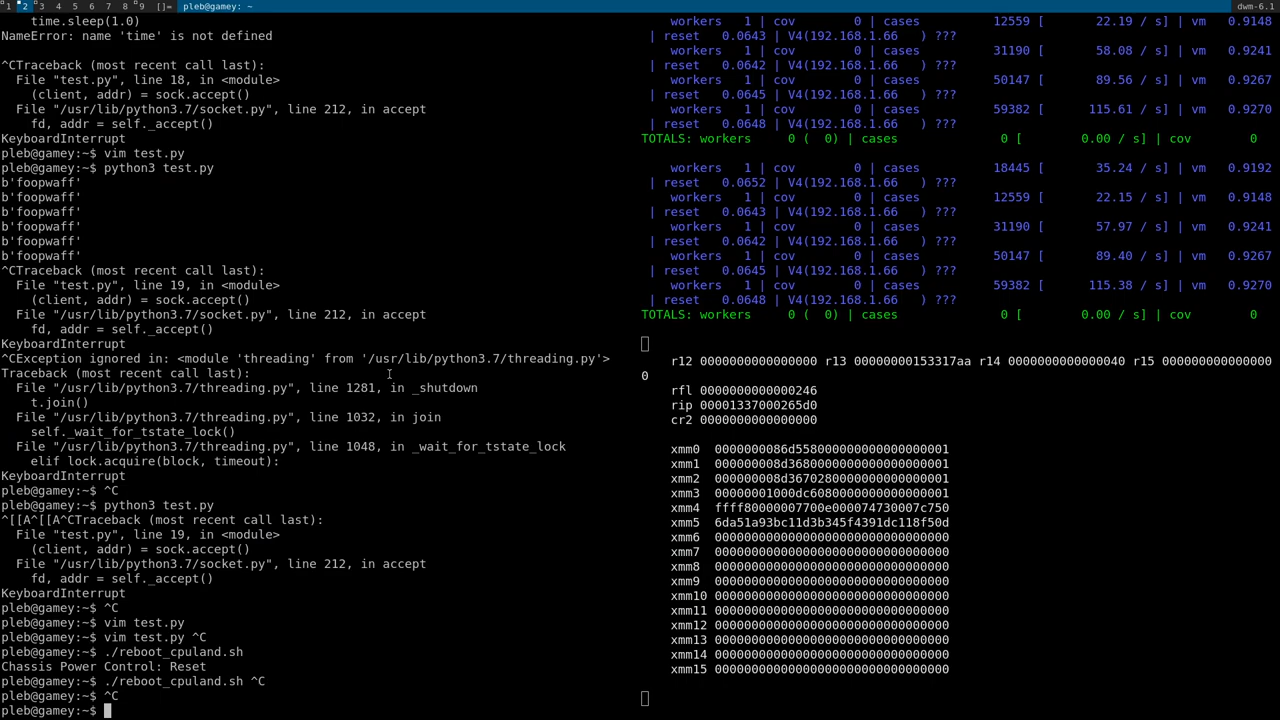 1 2 3 4 5 6 7 8 9 []= pleb@gamey: ~ dwm-6.1
time.sleep(1.0)
NameError: name 'time' is not defined
^CTraceback (most recent call last):
File "test.py", line 18, in <module>
(client, addr) = sock.accept()
File "/usr/lib/python3.7/socket.py", line 212, in accept
fd, addr = self._accept()
KeyboardInterrupt
pleb@gamey:~$ vim test.py
pleb@gamey:~$ python3 test.py
b'foopwaff'
b'foopwaff'
b'foopwaff'
b'foopwaff'
b'foopwaff'
b'foopwaff'
^CTraceback (most recent call last):
File "test.py", line 19, in <module>
(client, addr) = sock.accept()
File "/usr/lib/python3.7/socket.py", line 212, in accept
fd, addr = self._accept()
KeyboardInterrupt
^CException ignored in: <module 'threading' from '/usr/lib/python3.7/threading.py'>
Traceback (most recent call last):
File "/usr/lib/python3.7/threading.py", line 1281, in _shutdown
t.join()
File "/usr/lib/python3.7/threading.py", line 1032, in join
self._wait_for_tstate_lock()
File "/usr/lib/python3.7/threading.py", line 1048, in _wait_for_tstate_lock
elif lock.acquire(block, timeout):
KeyboardInterrupt
pleb@gamey:~$ ^C
pleb@gamey:~$ python3 test.py
^[[A^[[A^CTraceback (most recent call last):
File "test.py", line 19, in <module>
(client, addr) = sock.accept()
File "/usr/lib/python3.7/socket.py", line 212, in accept
fd, addr = self._accept()
KeyboardInterrupt
pleb@gamey:~$ ^C
pleb@gamey:~$ vim test.py
pleb@gamey:~$ vim test.py ^C
pleb@gamey:~$ ./reboot_cpuland.sh
Chassis Power Control: Reset
pleb@gamey:~$ ./reboot_cpuland.sh ^C
pleb@gamey:~$ ^C
pleb@gamey:~$
workers 1 | cov 0 | cases 12559 [ 22.19 / s] | vm 0.9148
| reset 0.0643 | V4(192.168.1.66 ) ???
workers 1 | cov 0 | cases 31190 [ 58.08 / s] | vm 0.9241
| reset 0.0642 | V4(192.168.1.66 ) ???
workers 1 | cov 0 | cases 50147 [ 89.56 / s] | vm 0.9267
| reset 0.0645 | V4(192.168.1.66 ) ???
workers 1 | cov 0 | cases 59382 [ 115.61 / s] | vm 0.9270
| reset 0.0648 | V4(192.168.1.66 ) ???
TOTALS: workers 0 ( 0) | cases 0 [ 0.00 / s] | cov 0
workers 1 | cov 0 | cases 18445 [ 35.24 / s] | vm 0.9192
| reset 0.0652 | V4(192.168.1.66 ) ???
workers 1 | cov 0 | cases 12559 [ 22.15 / s] | vm 0.9148
| reset 0.0643 | V4(192.168.1.66 ) ???
workers 1 | cov 0 | cases 31190 [ 57.97 / s] | vm 0.9241
| reset 0.0642 | V4(192.168.1.66 ) ???
workers 1 | cov 0 | cases 50147 [ 89.40 / s] | vm 0.9267
| reset 0.0645 | V4(192.168.1.66 ) ???
workers 1 | cov 0 | cases 59382 [ 115.38 / s] | vm 0.9270
| reset 0.0648 | V4(192.168.1.66 ) ???
TOTALS: workers 0 ( 0) | cases 0 [ 0.00 / s] | cov 0
r12 0000000000000000 r13 00000000153317aa r14 0000000000000040 r15 000000000000000
0
rfl 0000000000000246
rip 00001337000265d0
cr2 0000000000000000
xmm0 0000000086d5580000000000000001
xmm1 000000008d36800000000000000001
xmm2 000000008d36702800000000000001
xmm3 00000001000dc60800000000000001
xmm4 ffff80000007700e000074730007c750
xmm5 6da51a93bc11d3b345f4391dc118f50d
xmm6 00000000000000000000000000000000
xmm7 00000000000000000000000000000000
xmm8 00000000000000000000000000000000
xmm9 00000000000000000000000000000000
xmm10 00000000000000000000000000000000
xmm11 00000000000000000000000000000000
xmm12 00000000000000000000000000000000
xmm13 00000000000000000000000000000000
xmm14 00000000000000000000000000000000
xmm15 00000000000000000000000000000000